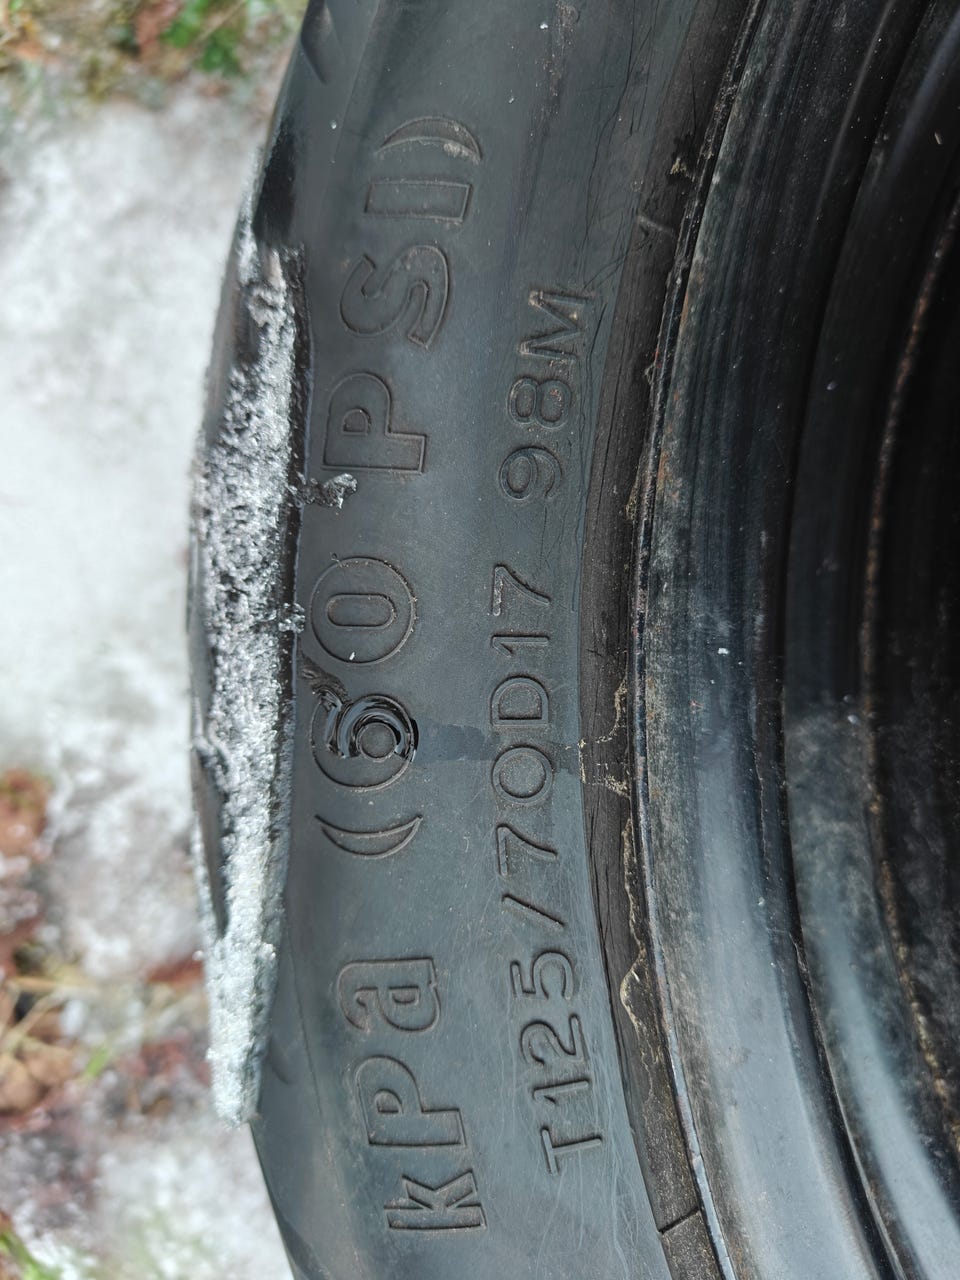 kPa (60 PSI)
T125/70D17 98M